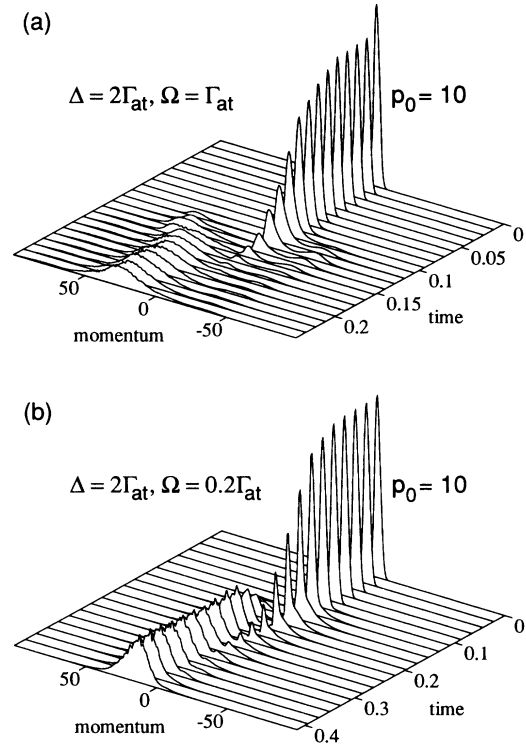 (a)
Δ = 2Γat, Ω = Γat
p0 = 10
0
0.05
0.1
0.15
0.2
time
50
0
-50
momentum
(b)
Δ = 2Γat, Ω = 0.2Γat
p0 = 10
0
0.1
0.2
0.3
0.4
time
50
0
-50
momentum